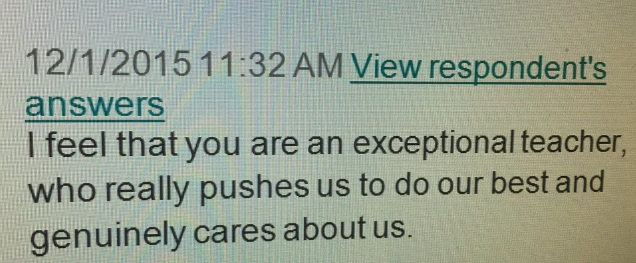 12/1/2015 11:32 AM View respondent's
answers
I feel that you are an exceptional teacher,
who really pushes us to do our best and
genuinely cares about us.